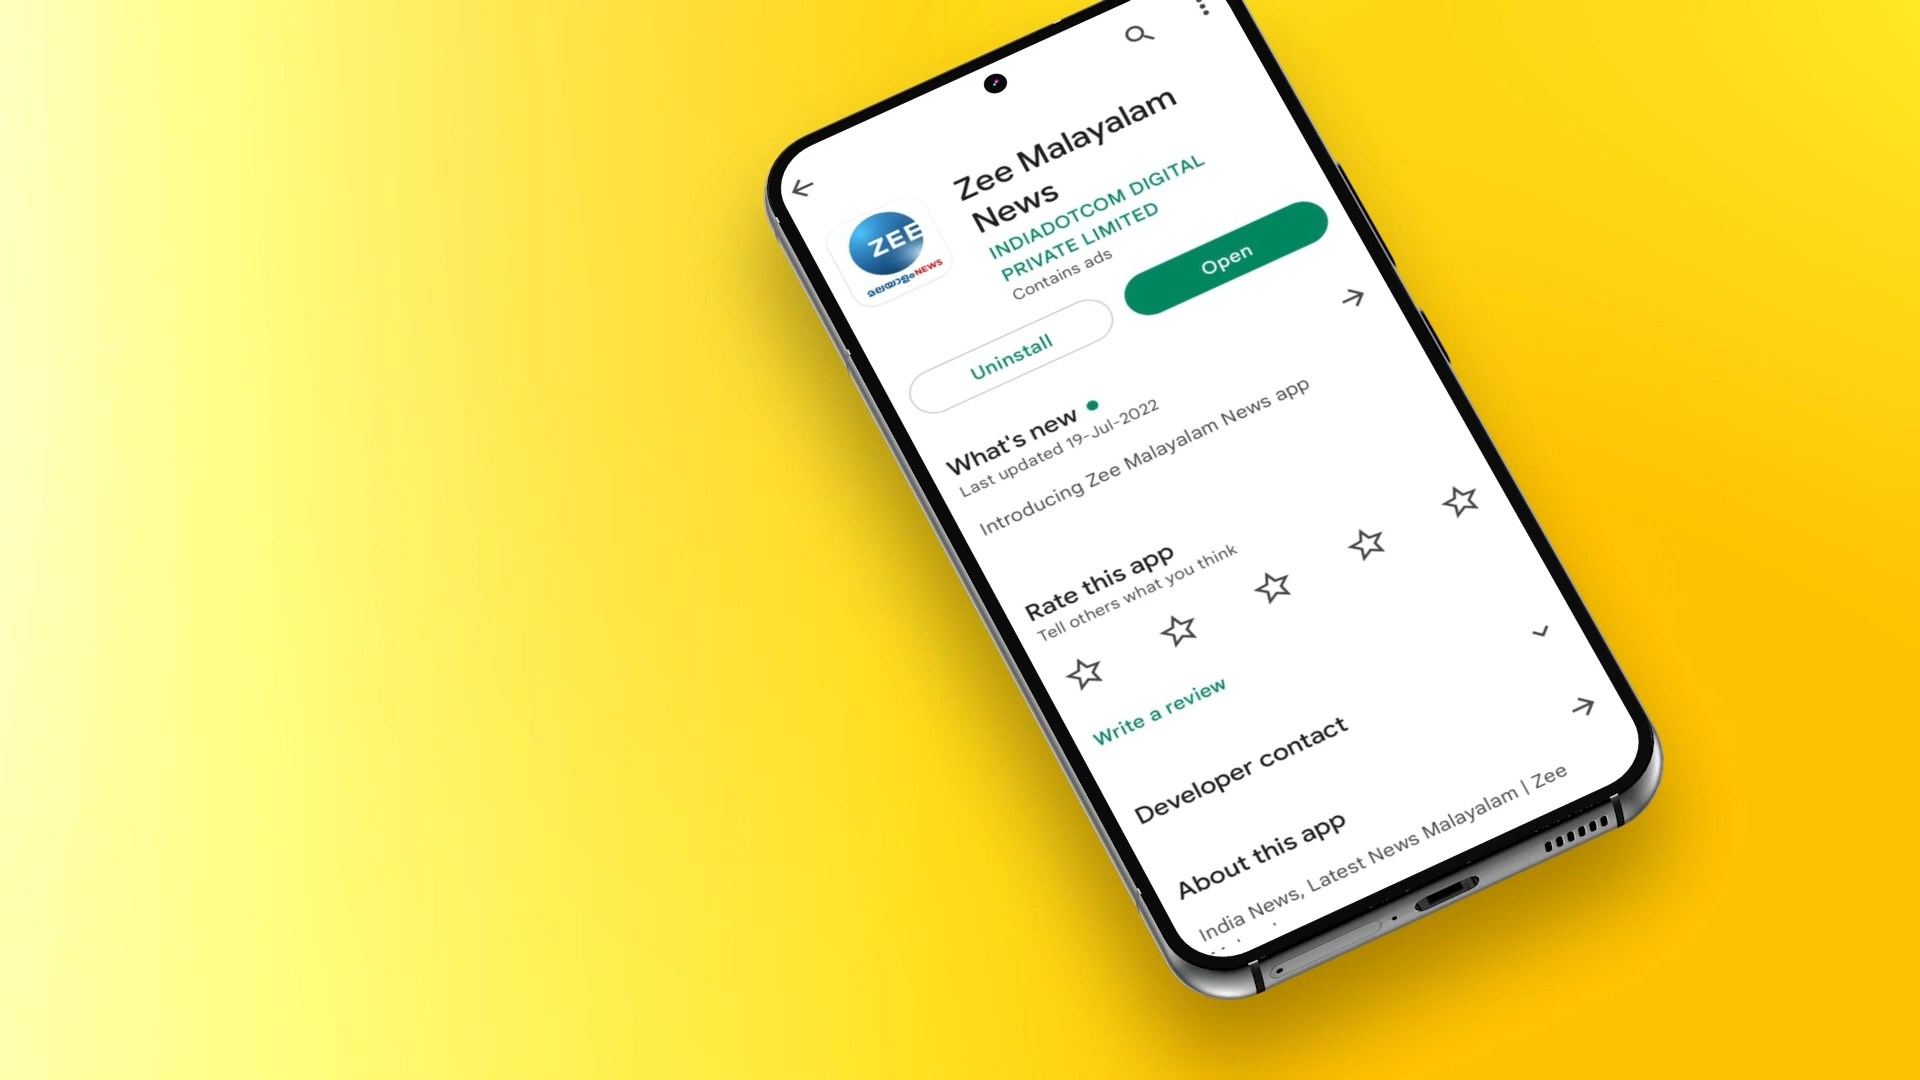 Zee Malayalam
News
INDIADOTCOM DIGITAL
PRIVATE LIMITED
Contains ads
ZEE
മലയാളം NEWS
Uninstall
Open
What's new
Last updated 19-Jul-2022
Introducing Zee Malayalam News app
Rate this app
Tell others what you think
Write a review
Developer contact
About this app
India News, Latest News Malayalam | Zee